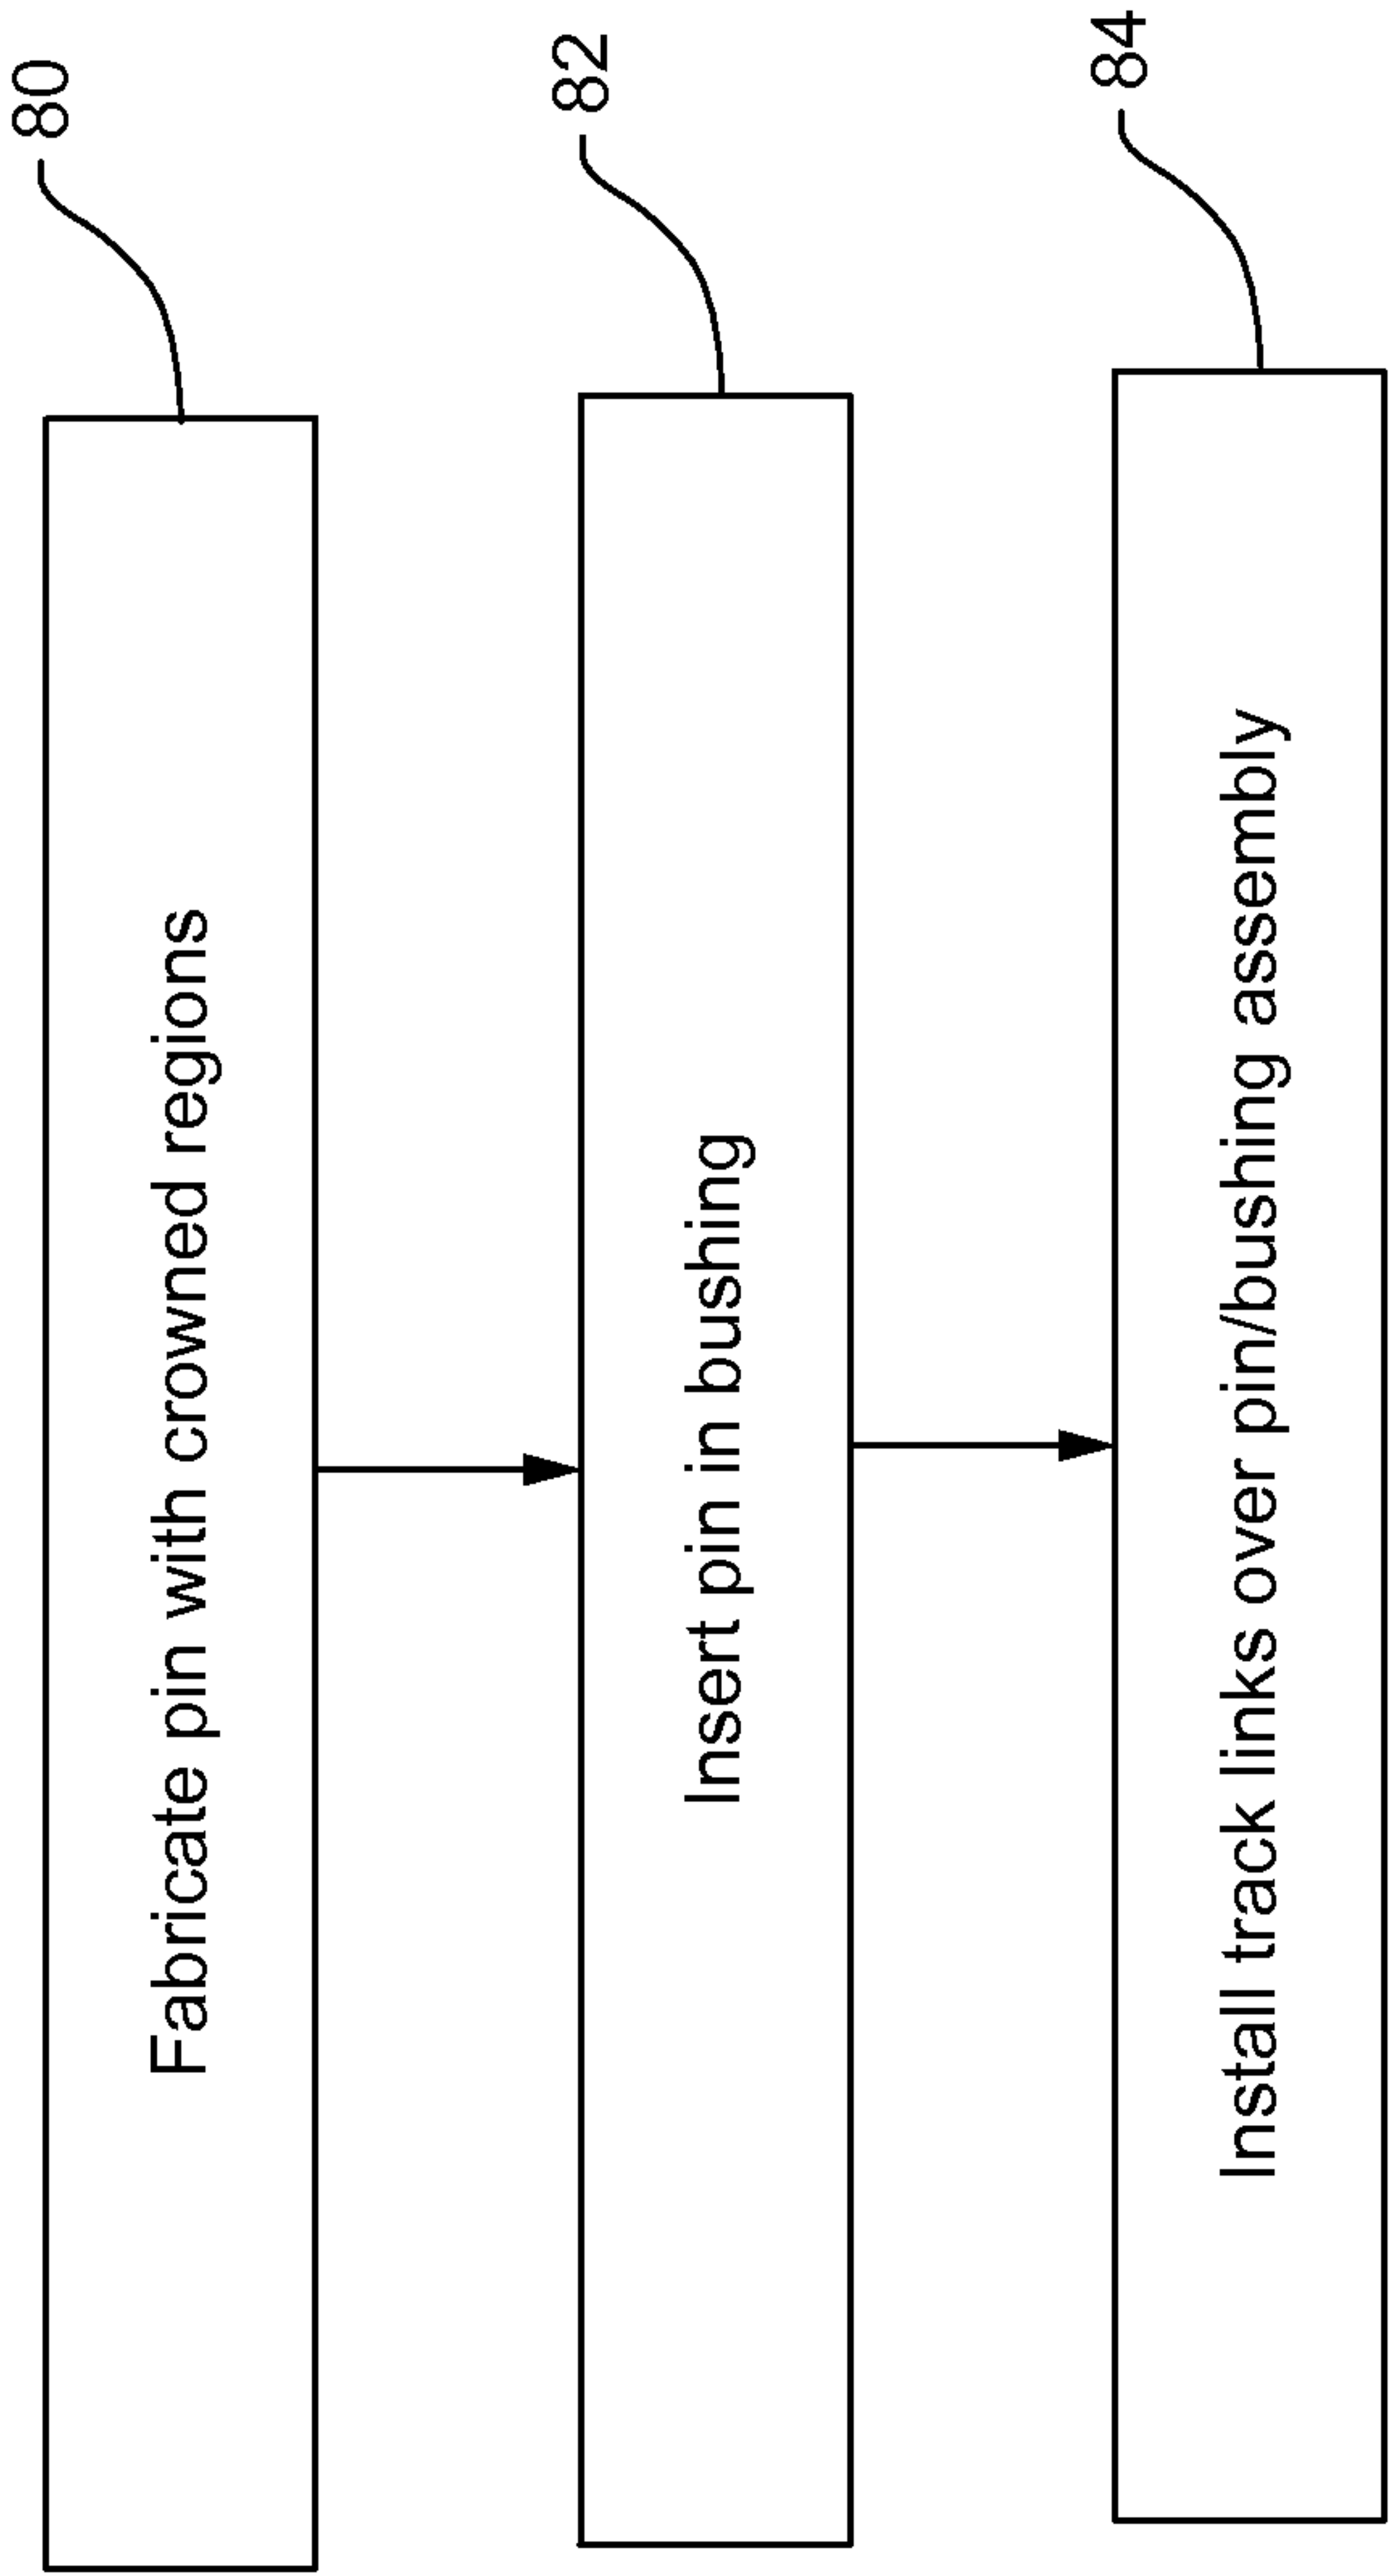 Fabricate pin with crowned regions
80
Insert pin in bushing
82
Install track links over pin/bushing assembly
84